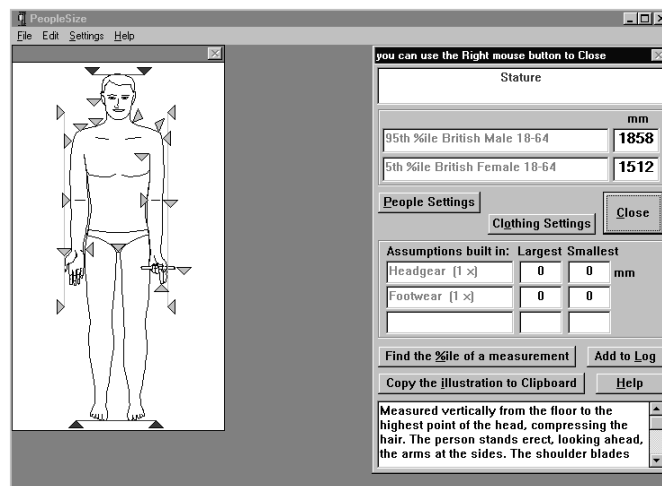 PeopleSize
File Edit Settings Help
you can use the Right mouse button to Close
Stature
mm
95th %ile British Male 18-64 1858
5th %ile British Female 18-64 1512
People Settings
Clothing Settings
Close
Assumptions built in: Largest Smallest
Headgear (1 x) 0 0 mm
Footwear (1 x) 0 0
Find the %ile of a measurement Add to Log
Copy the illustration to Clipboard Help
Measured vertically from the floor to the
highest point of the head, compressing the
hair. The person stands erect, looking ahead,
the arms at the sides. The shoulder blades